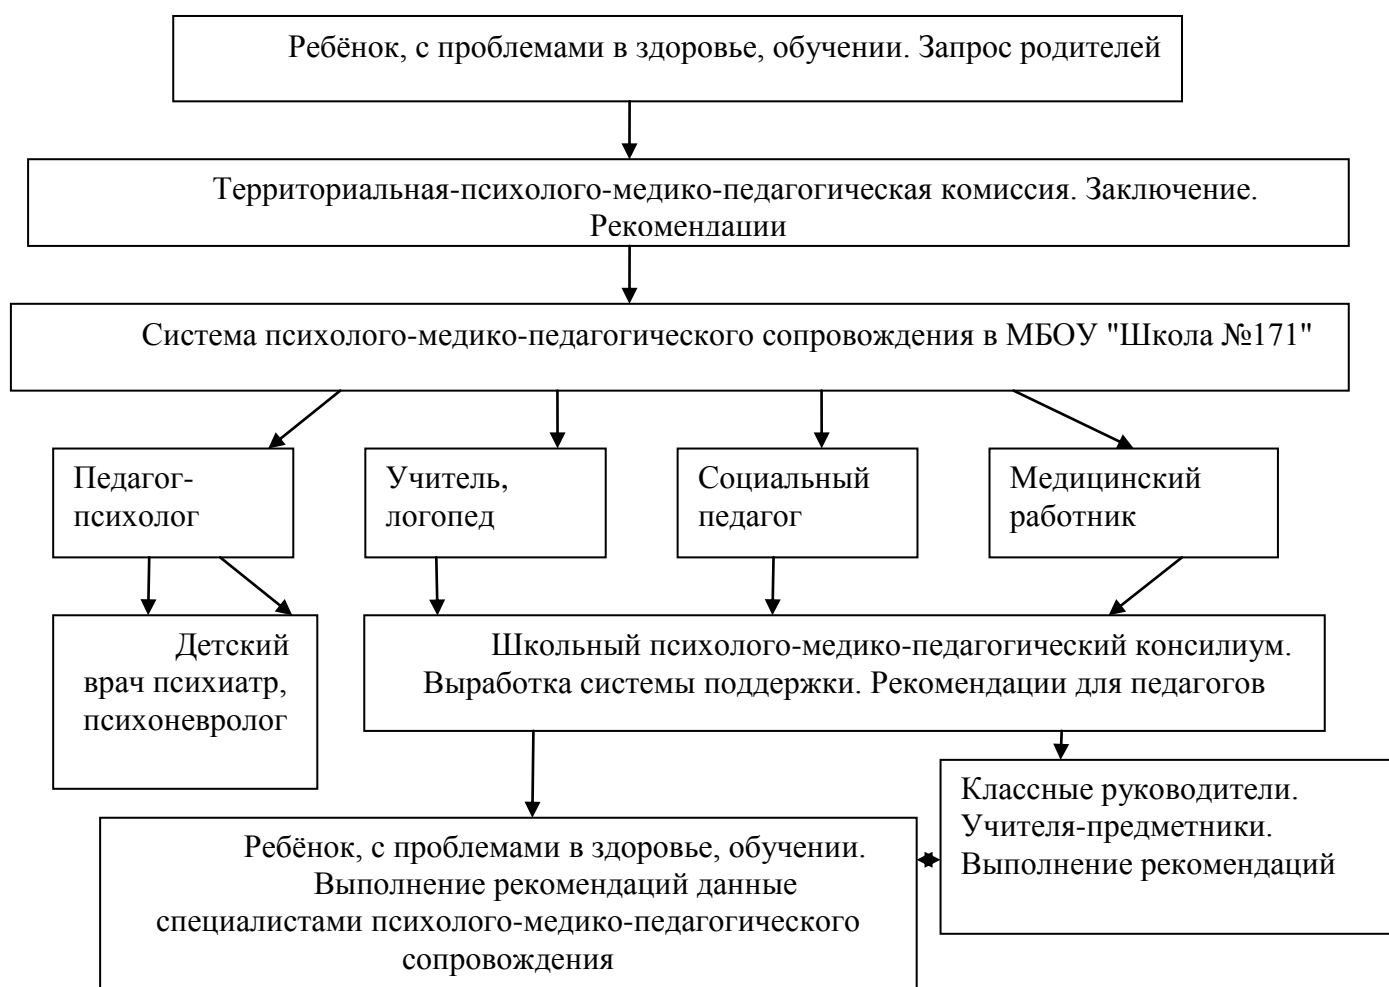 Ребёнок, с проблемами в здоровье, обучении. Запрос родителей
Территориальная-психолого-медико-педагогическая комиссия. Заключение.
Рекомендации
Система психолого-медико-педагогического сопровождения в МБОУ "Школа №171"
Педагог-
психолог
Учитель,
логопед
Социальный
педагог
Медицинский
работник
Детский
врач психиатр,
психоневролог
Школьный психолого-медико-педагогический консилиум.
Выработка системы поддержки. Рекомендации для педагогов
Классные руководители.
Учителя-предметники.
Выполнение рекомендаций
Ребёнок, с проблемами в здоровье, обучении.
Выполнение рекомендаций данные
специалистами психолого-медико-педагогического
сопровождения